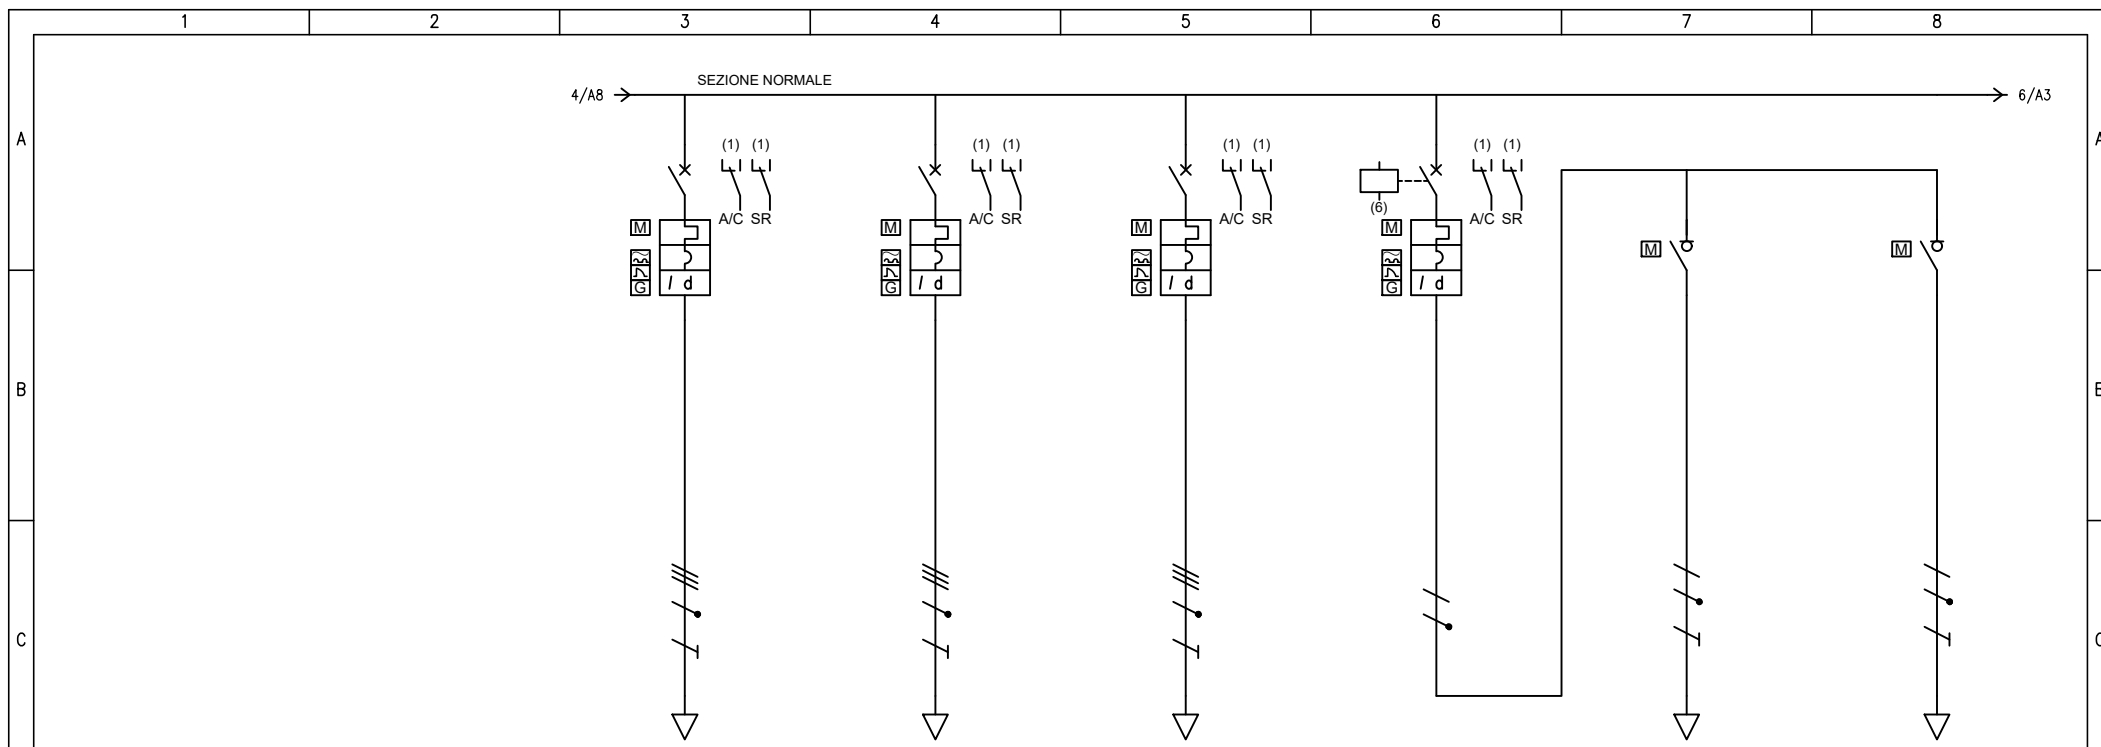 1 2 3 4 5 6 7 8
SEZIONE NORMALE
4/A8 6/A3
A A
(1) (1) (1) (1) (1) (1) (1) (1)
(6)
A/C SR A/C SR A/C SR A/C SR
M M M M
M M
G I d G I d G I d G I d
B B
C C